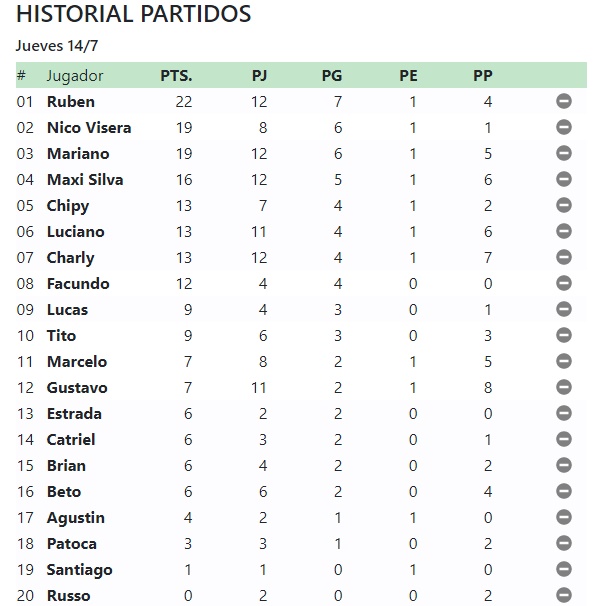 HISTORIAL PARTIDOS
Jueves 14/7
# Jugador PTS. PJ PG PE PP
01 Ruben 22 12 7 1 4
02 Nico Visera 19 8 6 1 1
03 Mariano 19 12 6 1 5
04 Maxi Silva 16 12 5 1 6
05 Chipy 13 7 4 1 2
06 Luciano 13 11 4 1 6
07 Charly 13 12 4 1 7
08 Facundo 12 4 4 0 0
09 Lucas 9 4 3 0 1
10 Tito 9 6 3 0 3
11 Marcelo 7 8 2 1 5
12 Gustavo 7 11 2 1 8
13 Estrada 6 2 2 0 0
14 Catriel 6 3 2 0 1
15 Brian 6 4 2 0 2
16 Beto 6 6 2 0 4
17 Agustin 4 2 1 1 0
18 Patoca 3 3 1 0 2
19 Santiago 1 1 0 1 0
20 Russo 0 2 0 0 2